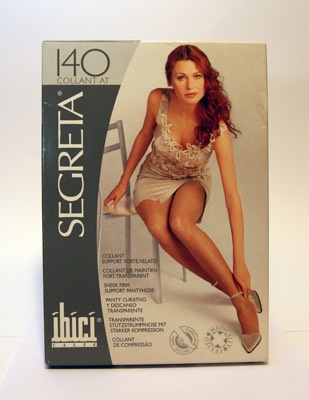 140
COLLANT AT
SEGRETA®
COLLANT
SUPPORT FORTE, VELATO
COLLANT DE MAINTIEN
FORT, TRANSPARENT
SHEER FIRM
SUPPORT PANTYHOSE
PANTY CURATIVO
Y DESCANSO
TRANSPARENTE
TRANSPARENTE
STÜTZSTRUMPFHOSE MIT
STARKER KOMPRESSION
COLLANT
DE COMPRESSÃO
ibici